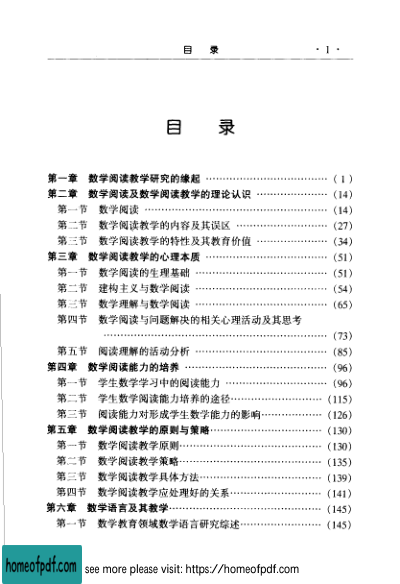 目 录 ·1·
目 录
第一章 数学阅读教学研究的缘起 ………………………… (1)
第二章 数学阅读及数学阅读教学的理论认识 ……………… (14)
第一节 数学阅读 ……………………………………… (14)
第二节 数学阅读教学的内容及其误区 …………………… (27)
第三节 数学阅读教学的特性及其教育价值 ……………… (34)
第三章 数学阅读教学的心理本质 ………………………… (51)
第一节 数学阅读的生理基础 …………………………… (51)
第二节 建构主义与数学阅读 …………………………… (54)
第三节 数学理解与数学阅读 …………………………… (65)
第四节 数学阅读与问题解决的相关心理活动及其思考
………………………………………………… (73)
第五节 阅读理解的活动分析 …………………………… (85)
第四章 数学阅读能力的培养 ……………………………… (96)
第一节 学生数学学习中的阅读能力 …………………… (96)
第二节 学生数学阅读能力培养的途径………………… (115)
第三节 阅读能力对形成学生数学能力的影响………… (126)
第五章 数学阅读教学的原则与策略……………………… (130)
第一节 数学阅读教学原则……………………………… (130)
第二节 数学阅读教学策略……………………………… (135)
第三节 数学阅读教学具体方法………………………… (139)
第四节 数学阅读教学应处理好的关系………………… (141)
第六章 数学语言及其教学………………………………… (145)
第一节 数学教育领域数学语言研究综述……………… (145)
homeofpdf.com
see more please visit: https://homeofpdf.com